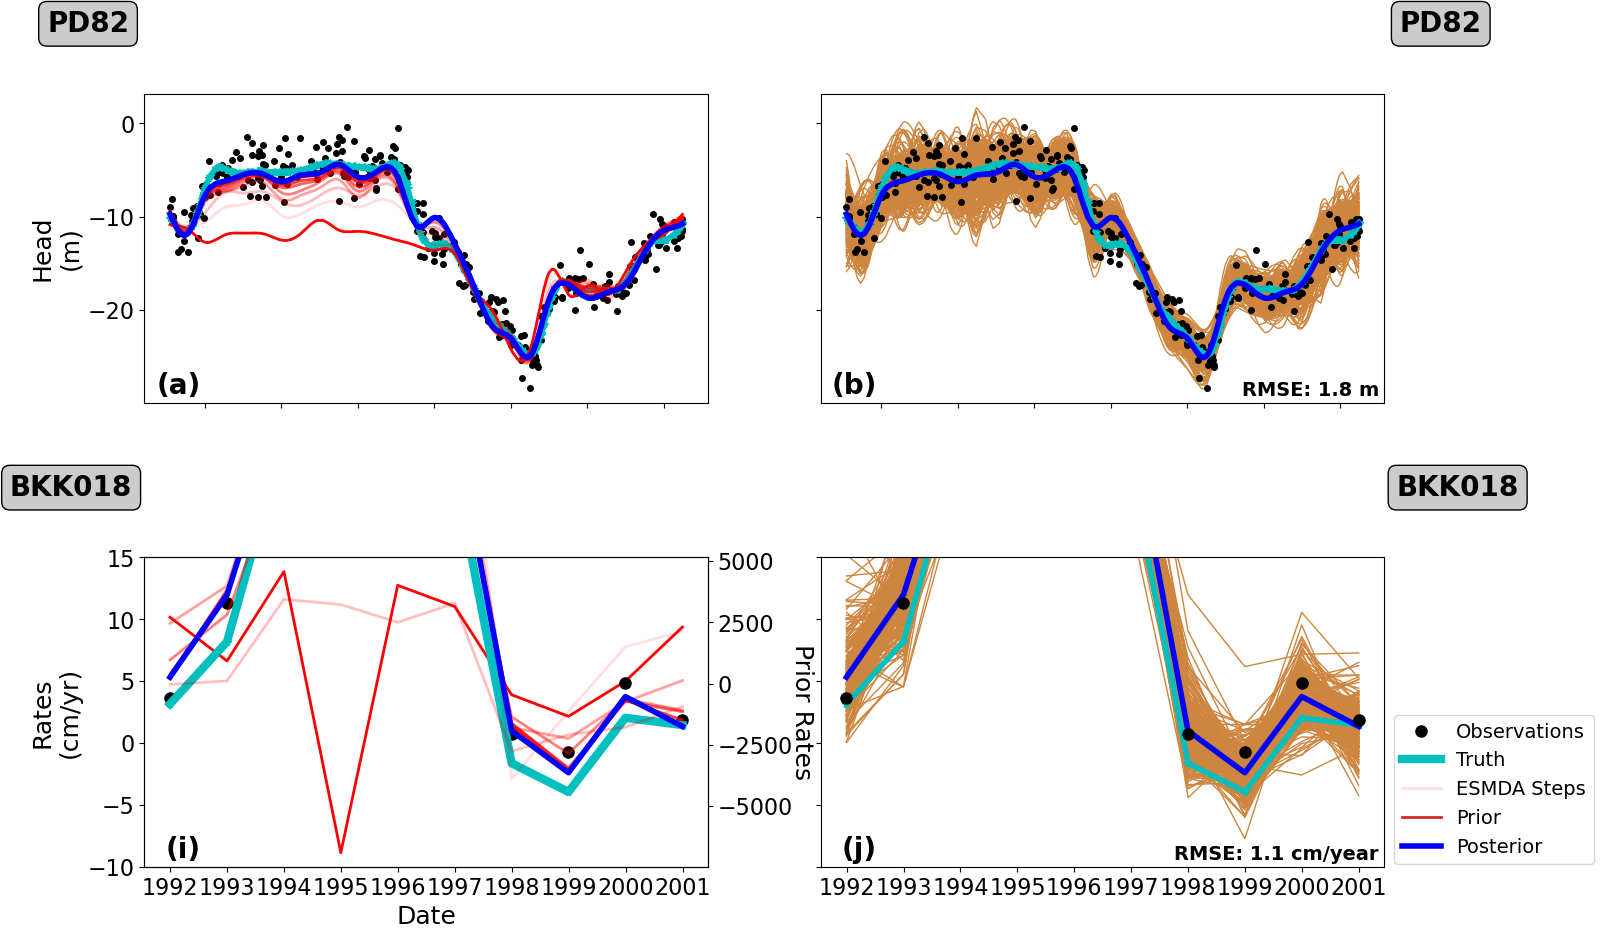 PD82
PD82
0
−10
−20
Head
(m)
(a)
(b)
RMSE: 1.8 m
BKK018
BKK018
15
10
5
0
−5
−10
Rates
(cm/yr)
5000
2500
0
−2500
−5000
Prior Rates
(i)
(j)
RMSE: 1.1 cm/year
1992 1993 1994 1995 1996 1997 1998 1999 2000 2001
Date
1992 1993 1994 1995 1996 1997 1998 1999 2000 2001
Observations
Truth
ESMDA Steps
Prior
Posterior